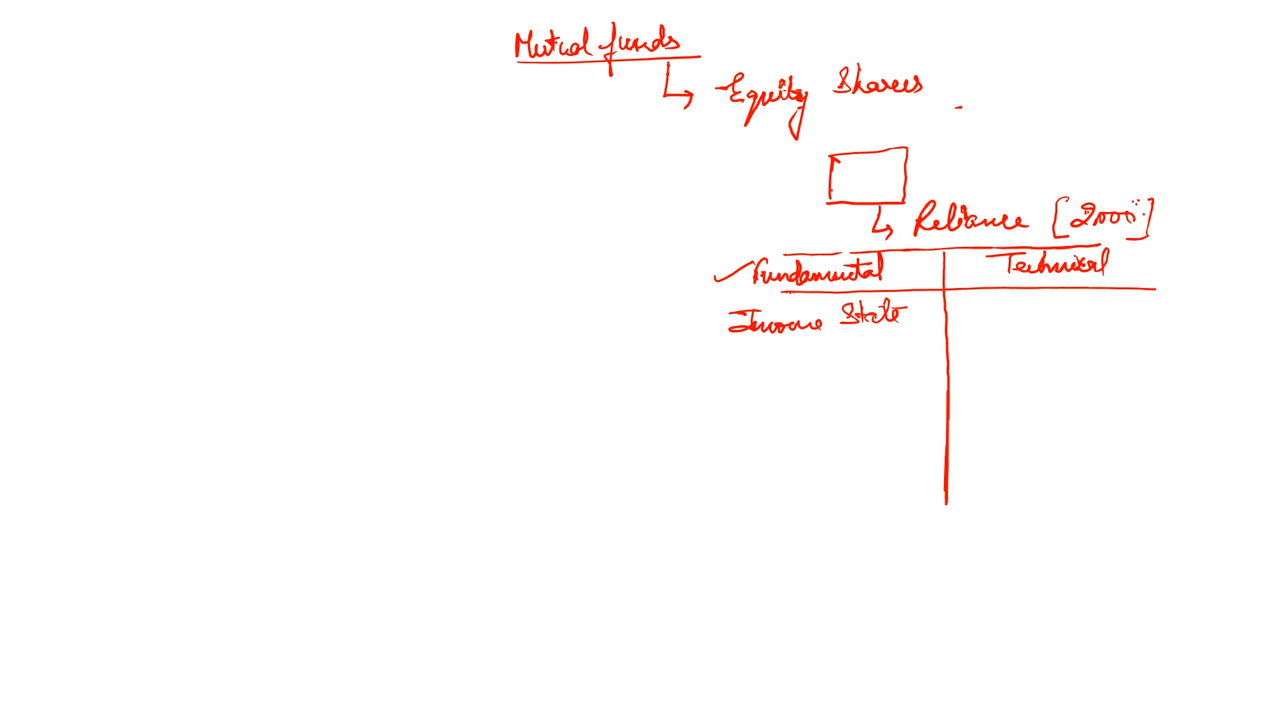 Mutual funds
Equity Shares
Reliance [2000]
Fundamental Technical
Income State